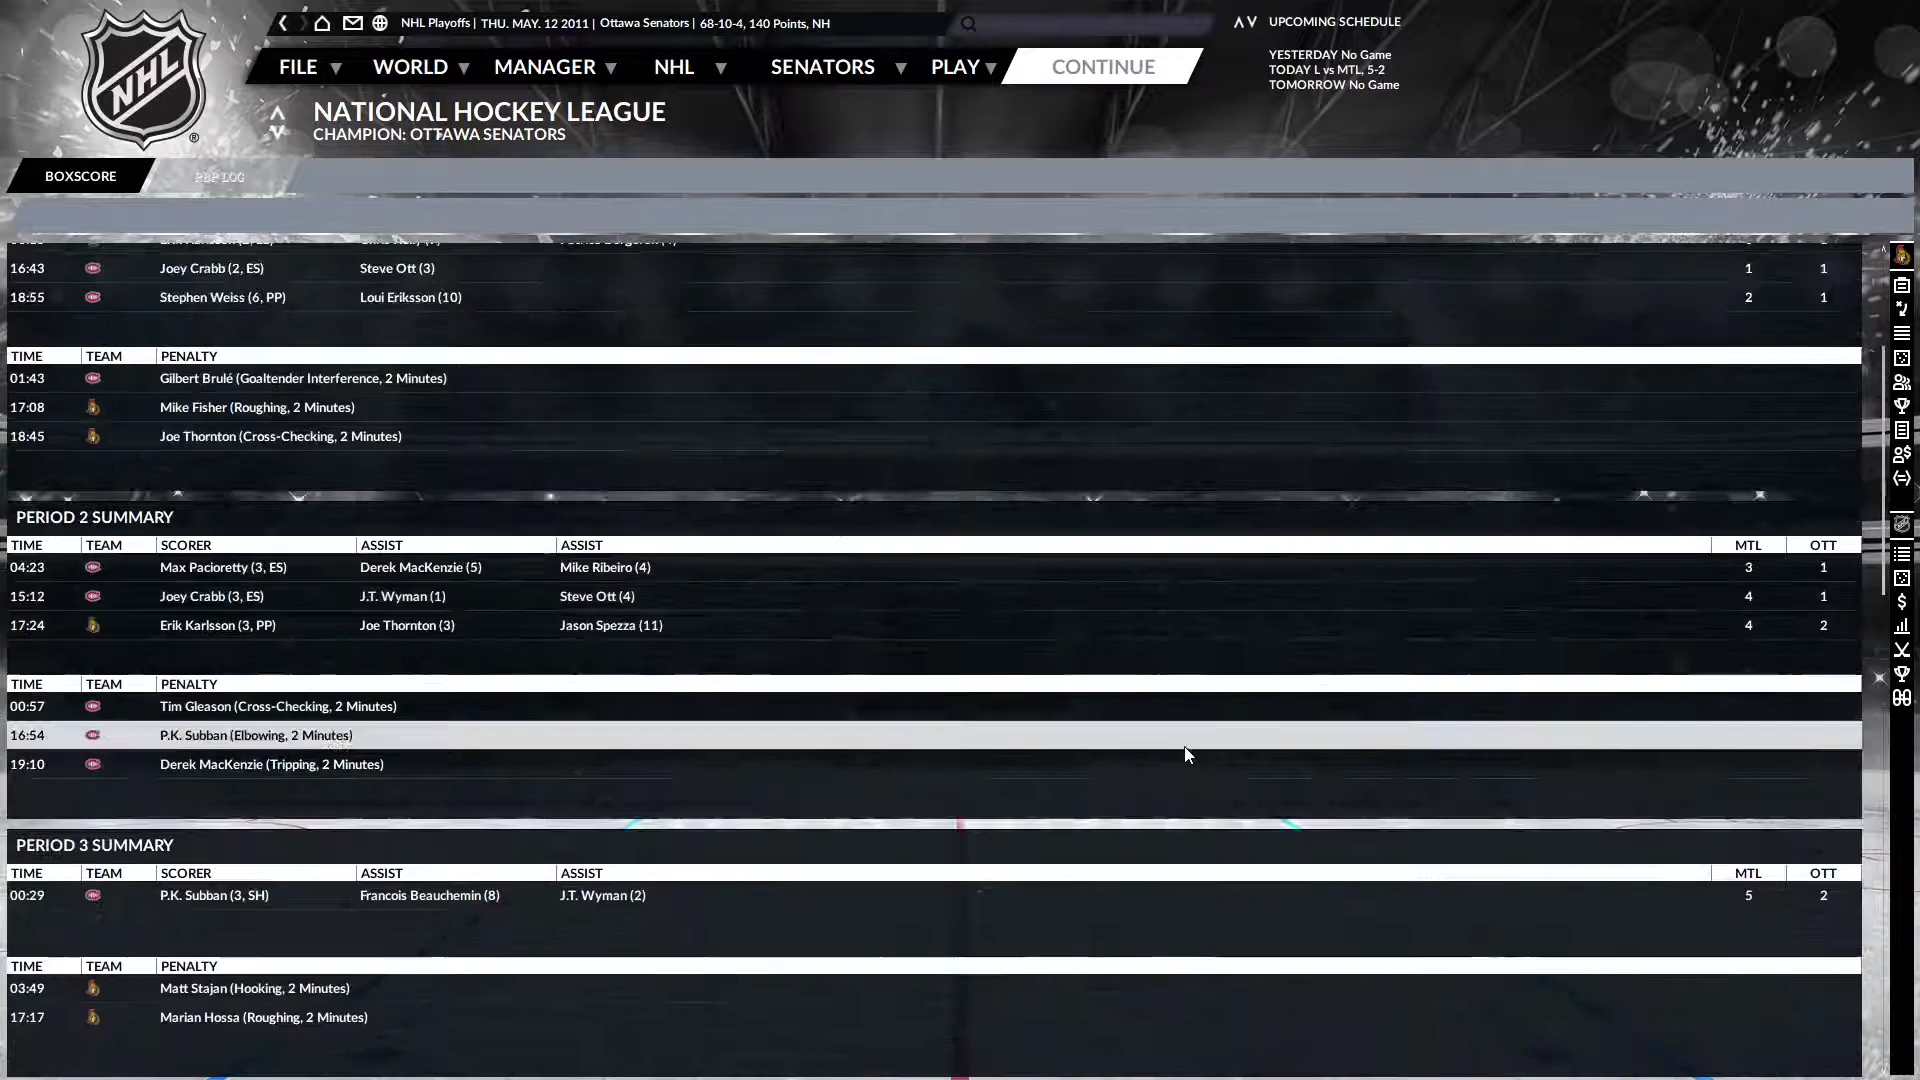 NHL Playoffs | THU. MAY. 12 2011 | Ottawa Senators | 68-10-4, 140 Points, NH
UPCOMING SCHEDULE
YESTERDAY No Game
TODAY L vs MTL, 5-2
TOMORROW No Game
NHL
FILE WORLD MANAGER NHL SENATORS PLAY CONTINUE
NATIONAL HOCKEY LEAGUE
CHAMPION: OTTAWA SENATORS
BOXSCORE PBP LOG
16:43 Joey Crabb (2, ES) Steve Ott (3) 1 1
18:55 Stephen Weiss (6, PP) Loui Eriksson (10) 2 1
TIME TEAM PENALTY
01:43 Gilbert Brulé (Goaltender Interference, 2 Minutes)
17:08 Mike Fisher (Roughing, 2 Minutes)
18:45 Joe Thornton (Cross-Checking, 2 Minutes)
PERIOD 2 SUMMARY
TIME TEAM SCORER ASSIST ASSIST MTL OTT
04:23 Max Pacioretty (3, ES) Derek MacKenzie (5) Mike Ribeiro (4) 3 1
15:12 Joey Crabb (3, ES) J.T. Wyman (1) Steve Ott (4) 4 1
17:24 Erik Karlsson (3, PP) Joe Thornton (3) Jason Spezza (11) 4 2
TIME TEAM PENALTY
00:57 Tim Gleason (Cross-Checking, 2 Minutes)
16:54 P.K. Subban (Elbowing, 2 Minutes)
19:10 Derek MacKenzie (Tripping, 2 Minutes)
PERIOD 3 SUMMARY
TIME TEAM SCORER ASSIST ASSIST MTL OTT
00:29 P.K. Subban (3, SH) Francois Beauchemin (8) J.T. Wyman (2) 5 2
TIME TEAM PENALTY
03:49 Matt Stajan (Hooking, 2 Minutes)
17:17 Marian Hossa (Roughing, 2 Minutes)